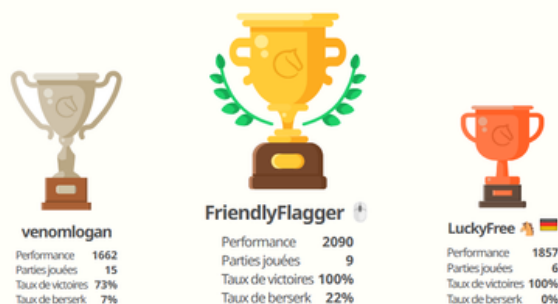 venomlogan
Performance 1662
Parties jouées 15
Taux de victoires 73%
Taux de berserk 7%
FriendlyFlagger
Performance 2090
Parties jouées 9
Taux de victoires 100%
Taux de berserk 22%
LuckyFree
Performance 1857
Parties jouées 6
Taux de victoires 100%
Taux de berserk 0%